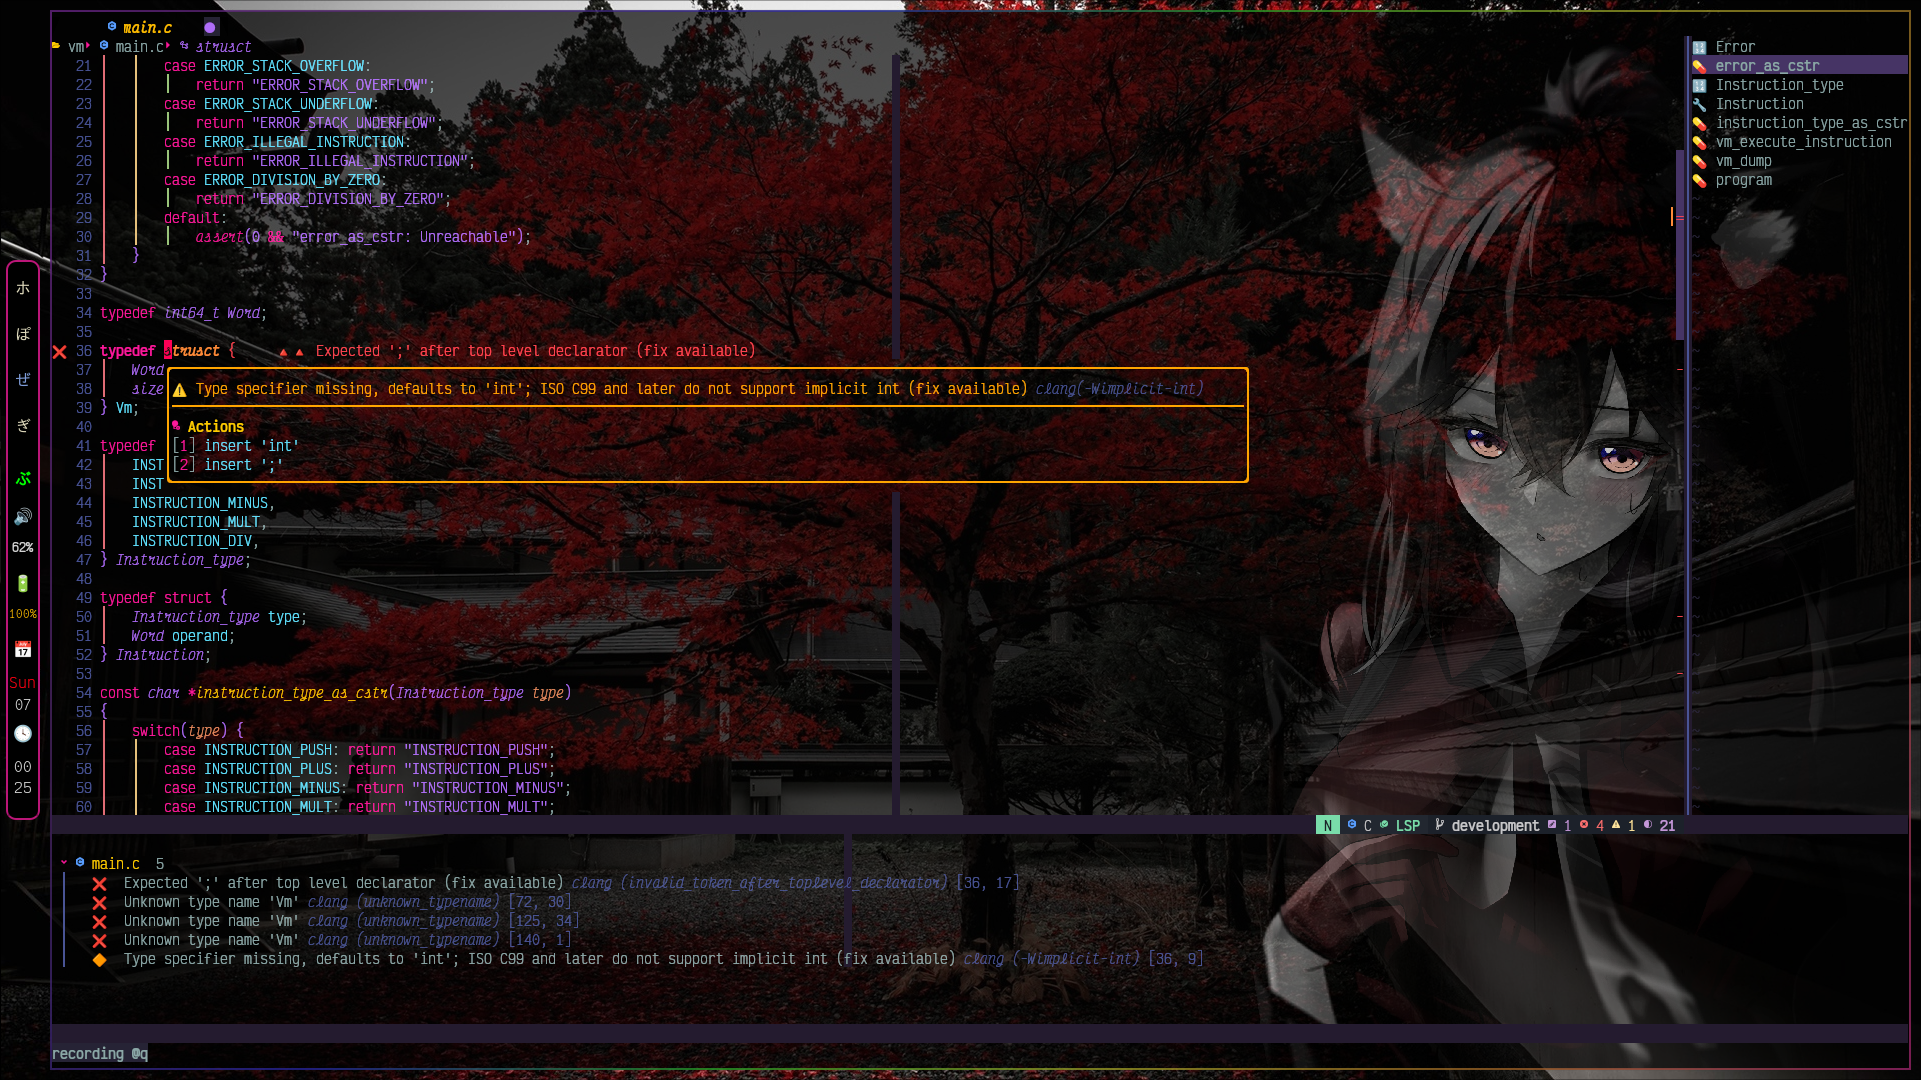 main.c
vm main.c strusct
21 case ERROR_STACK_OVERFLOW:
22 return "ERROR_STACK_OVERFLOW";
23 case ERROR_STACK_UNDERFLOW:
24 return "ERROR_STACK_UNDERFLOW";
25 case ERROR_ILLEGAL_INSTRUCTION:
26 return "ERROR_ILLEGAL_INSTRUCTION";
27 case ERROR_DIVISION_BY_ZERO:
28 return "ERROR_DIVISION_BY_ZERO";
29 default:
30 assert(0 && "error_as_cstr: Unreachable");
31 }
32 }
33
34 typedef int64_t Word;
35
36 typedef strusct { Expected ';' after top level declarator (fix available)
37 Word
38 size
39 } Vm;
40
41 typedef
42 INST
43 INST
44 INSTRUCTION_MINUS,
45 INSTRUCTION_MULT,
46 INSTRUCTION_DIV,
47 } Instruction_type;
48
49 typedef struct {
50 Instruction_type type;
51 Word operand;
52 } Instruction;
53
54 const char *instruction_type_as_cstr(Instruction_type type)
55 {
56 switch(type) {
57 case INSTRUCTION_PUSH: return "INSTRUCTION_PUSH";
58 case INSTRUCTION_PLUS: return "INSTRUCTION_PLUS";
59 case INSTRUCTION_MINUS: return "INSTRUCTION_MINUS";
60 case INSTRUCTION_MULT: return "INSTRUCTION_MULT";
Type specifier missing, defaults to 'int'; ISO C99 and later do not support implicit int (fix available) clang(-Wimplicit-int)
Actions
[1] insert 'int'
[2] insert ';'
Error
error_as_cstr
Instruction_type
Instruction
instruction_type_as_cstr
vm_execute_instruction
vm_dump
program
N C LSP development 1 4 1 21
main.c 5
Expected ';' after top level declarator (fix available) clang (invalid_token_after_toplevel_declarator) [36, 17]
Unknown type name 'Vm' clang (unknown_typename) [72, 30]
Unknown type name 'Vm' clang (unknown_typename) [125, 34]
Unknown type name 'Vm' clang (unknown_typename) [140, 1]
Type specifier missing, defaults to 'int'; ISO C99 and later do not support implicit int (fix available) clang (-Wimplicit-int) [36, 9]
recording @q
ホ
ぽ
ぜ
ぎ
ぷ
62%
100%
Sun
07
00
25